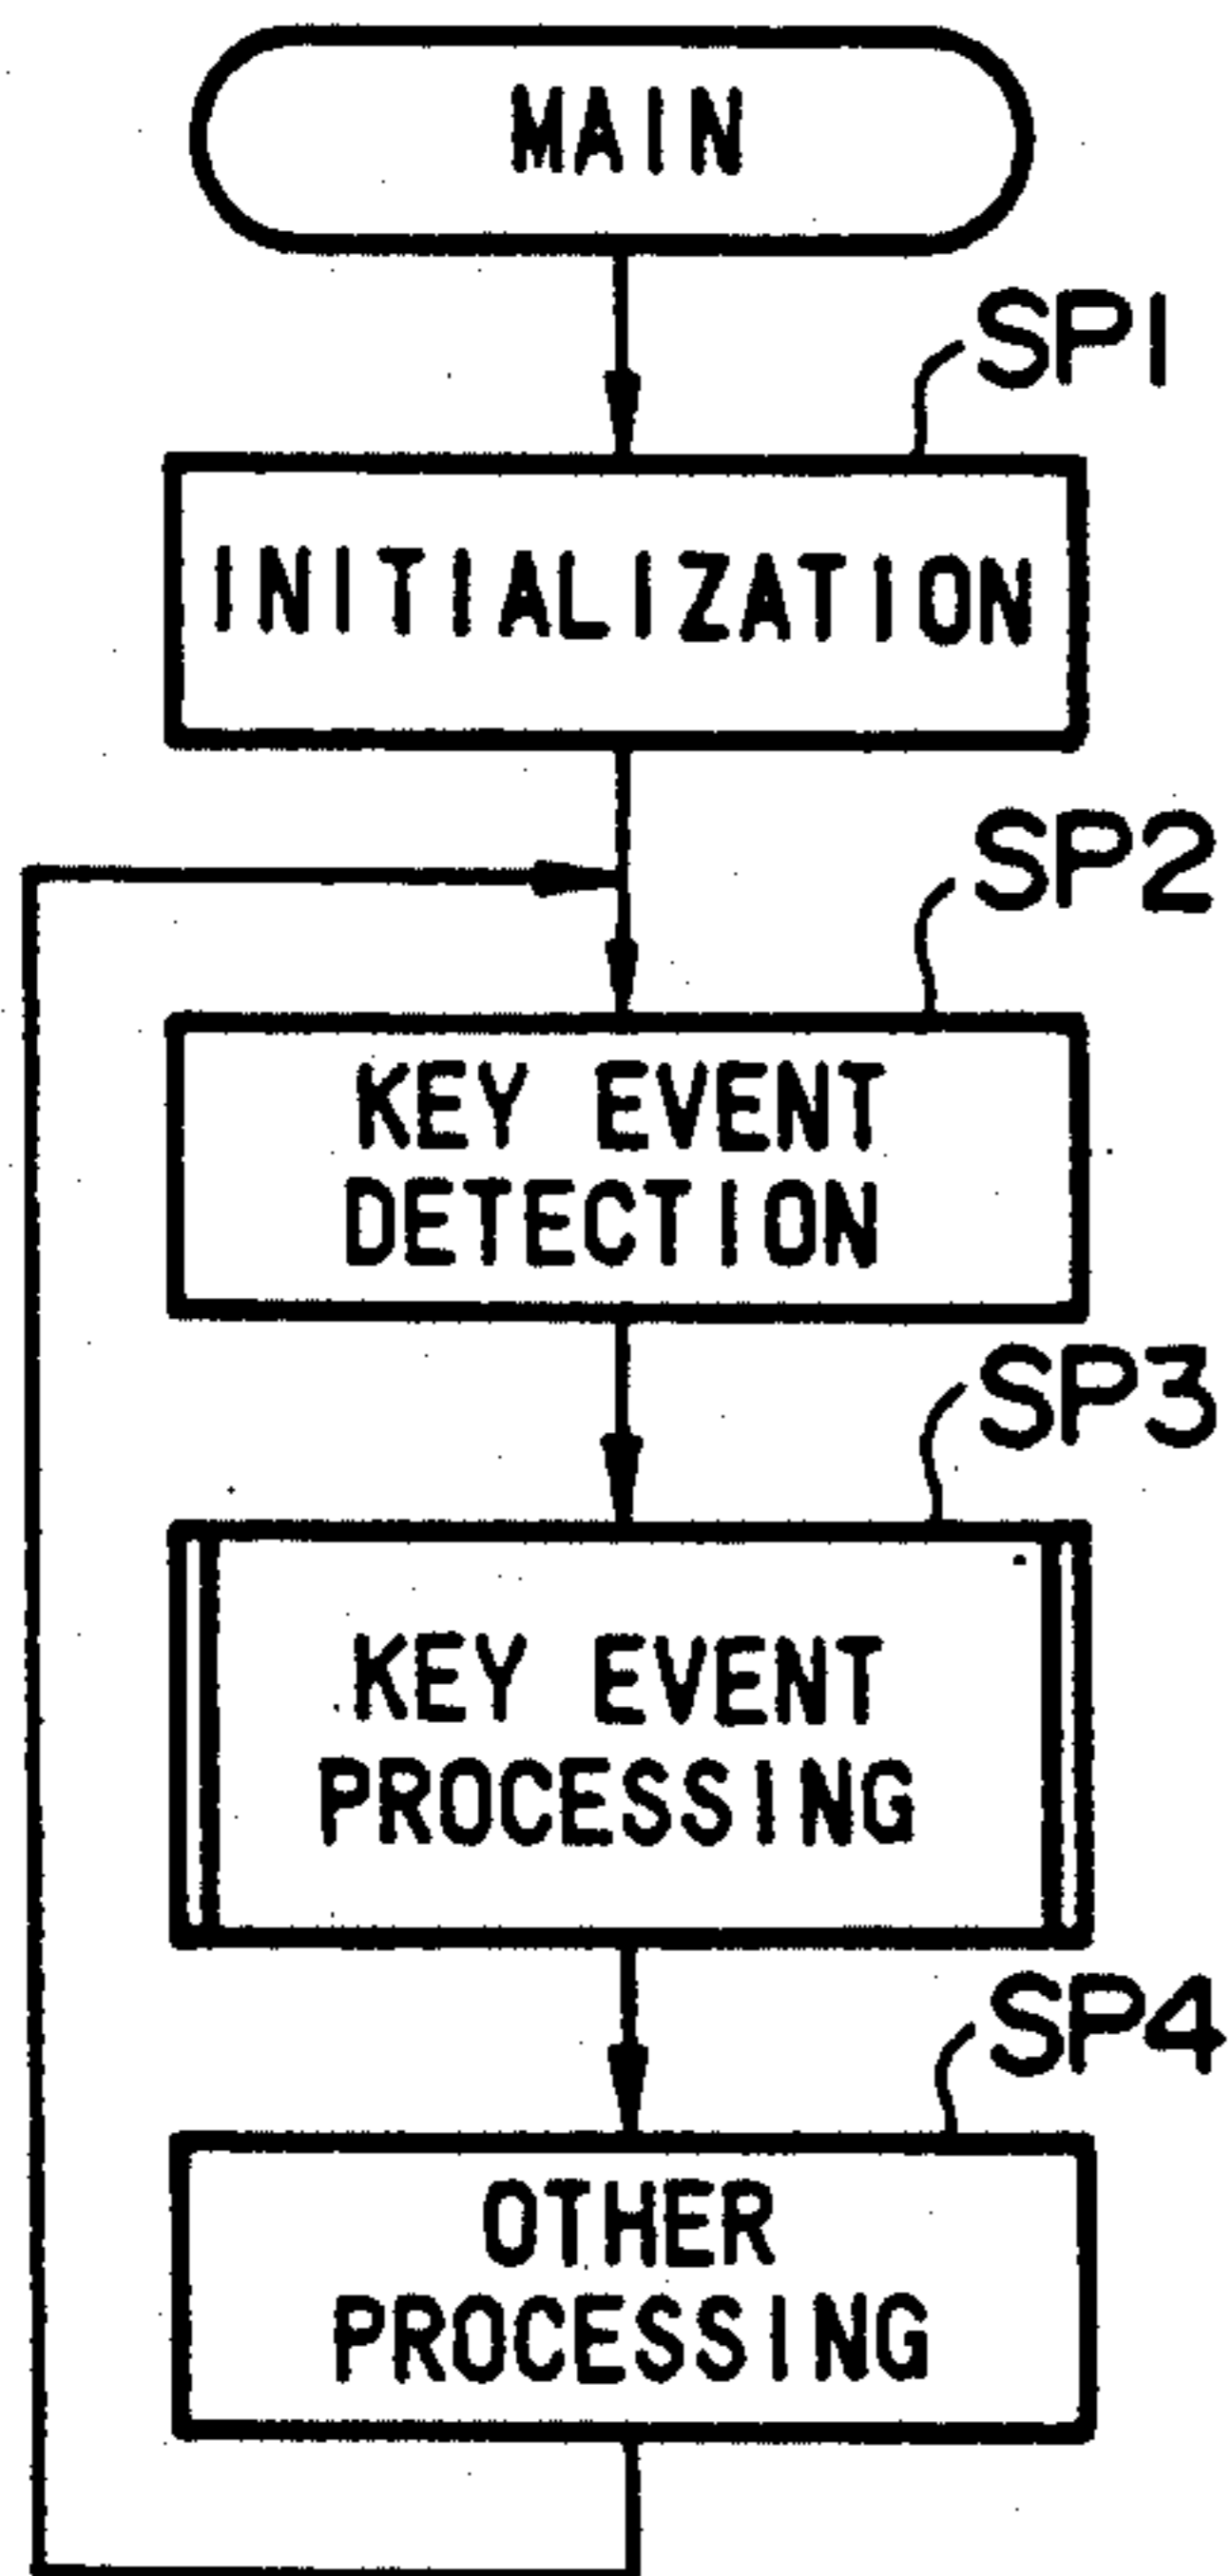 MAIN
SP1
INITIALIZATION
SP2
KEY EVENT
DETECTION
SP3
KEY EVENT
PROCESSING
SP4
OTHER
PROCESSING